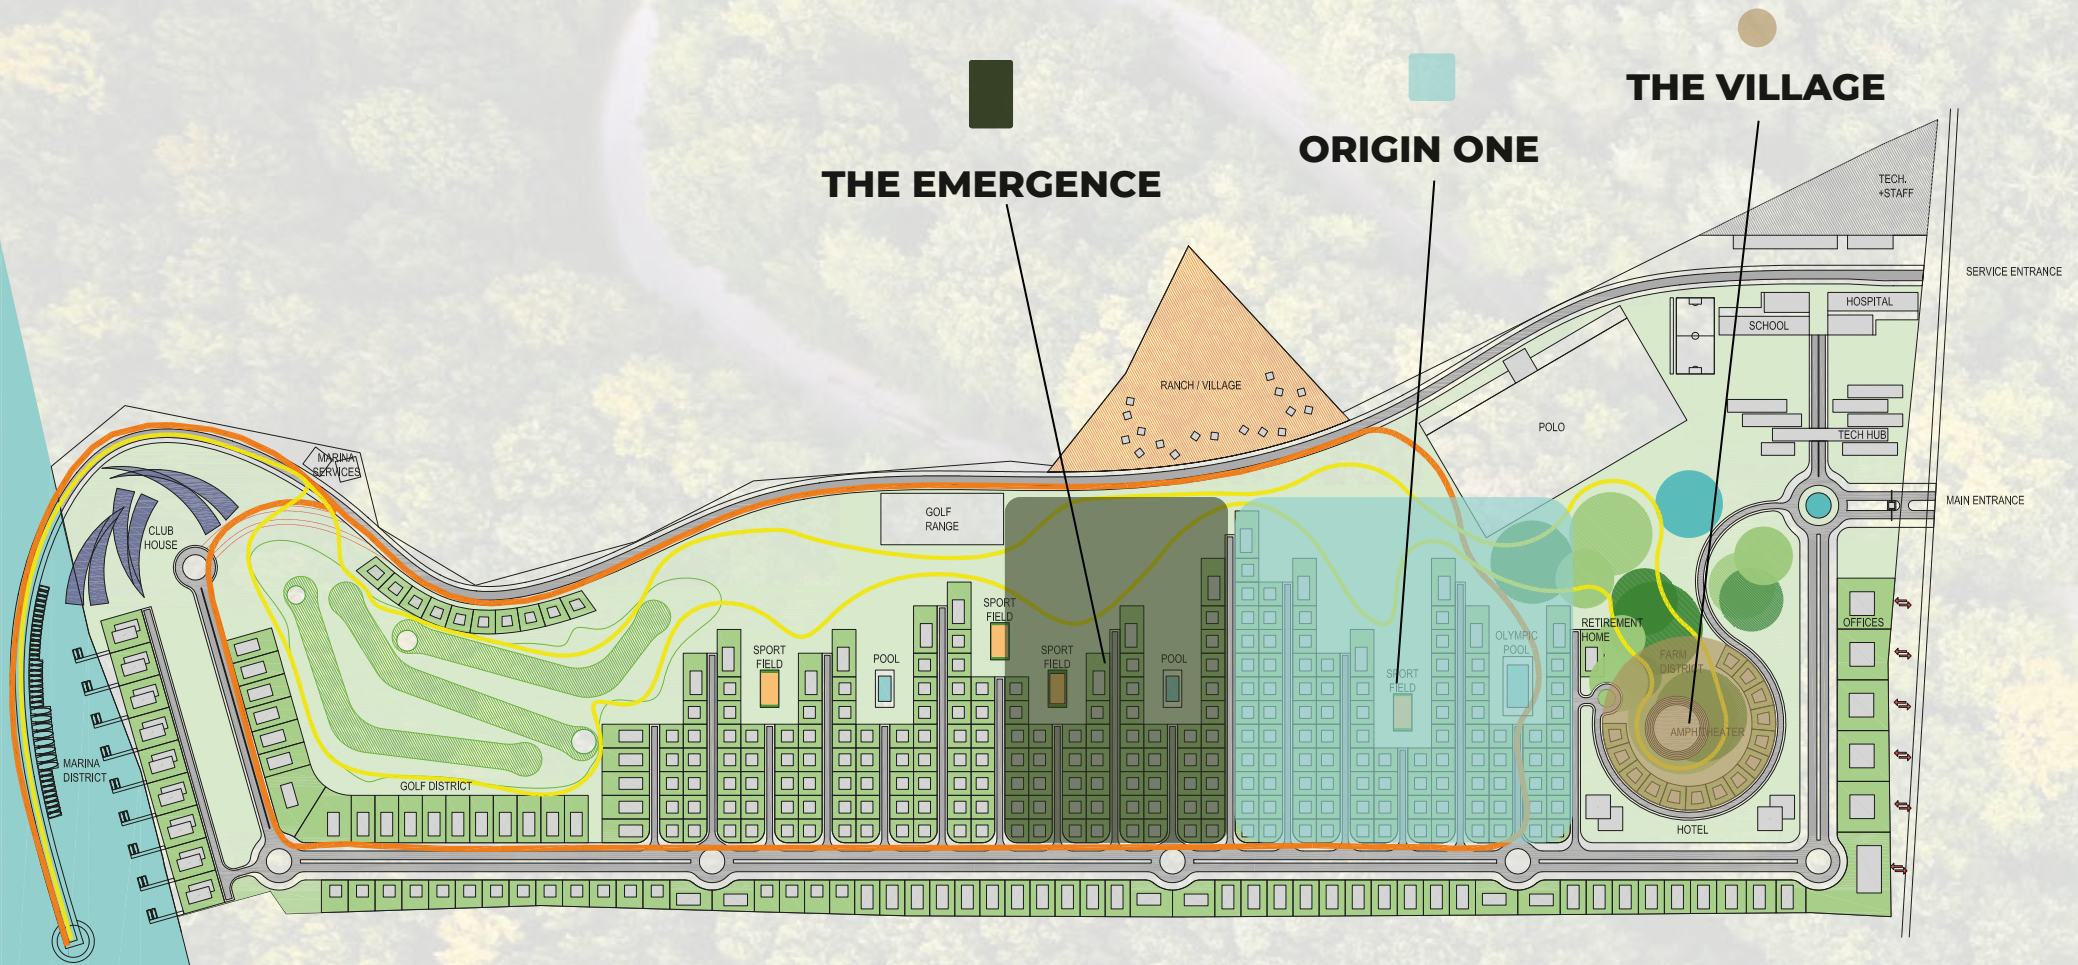 THE VILLAGE
ORIGIN ONE
THE EMERGENCE
TECH.
+STAFF
SERVICE ENTRANCE
HOSPITAL
SCHOOL
RANCH / VILLAGE
POLO
TECH HUB
MARINA
SERVICES
MAIN ENTRANCE
GOLF
RANGE
CLUB
HOUSE
SPORT
FIELD
RETIREMENT
HOME
OFFICES
OLYMPIC
POOL
SPORT
FIELD
POOL
SPORT
FIELD
POOL
FARM
DISTRICT
SPORT
FIELD
AMPHITHEATER
MARINA
DISTRICT
GOLF DISTRICT
HOTEL